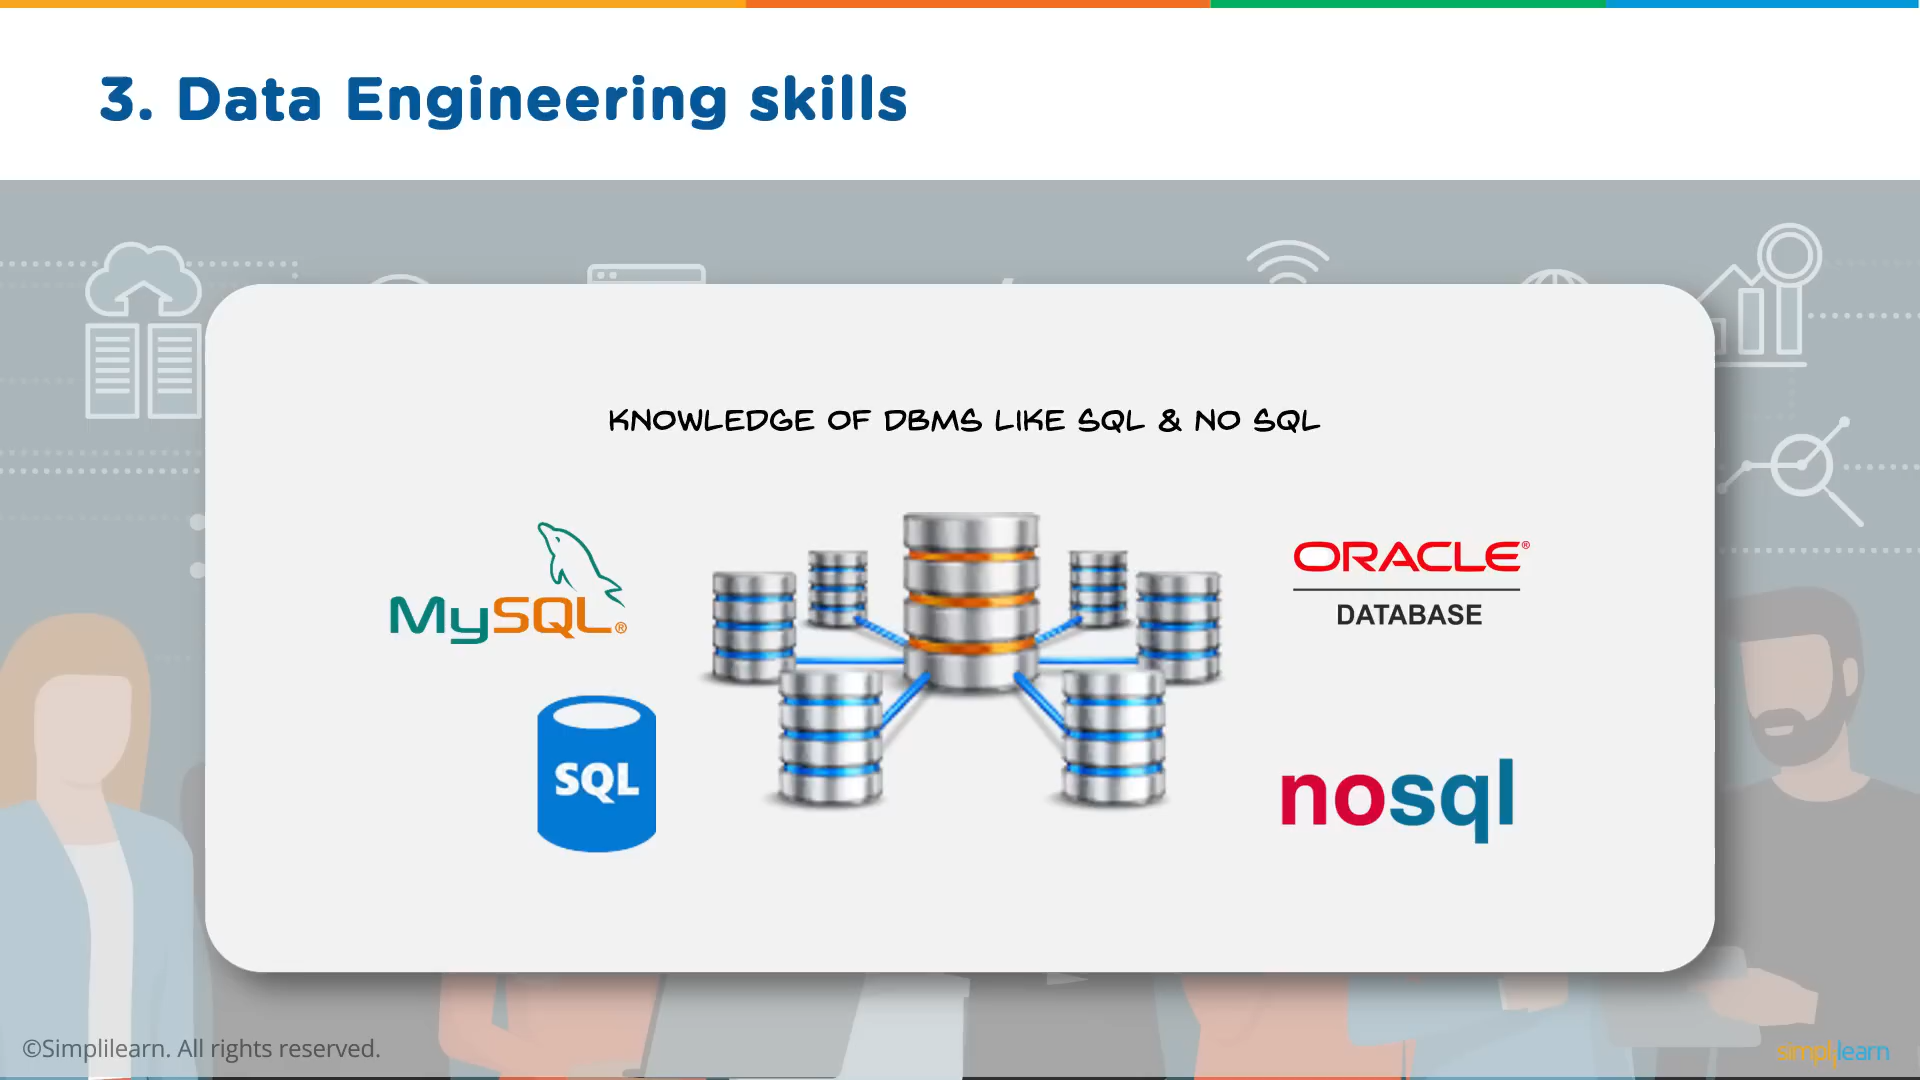 3. Data Engineering skills
KNOWLEDGE OF DBMS LIKE SQL & NO SQL
MySQL®
ORACLE®
DATABASE
SQL
nosql
©Simplilearn. All rights reserved.
simplilearn